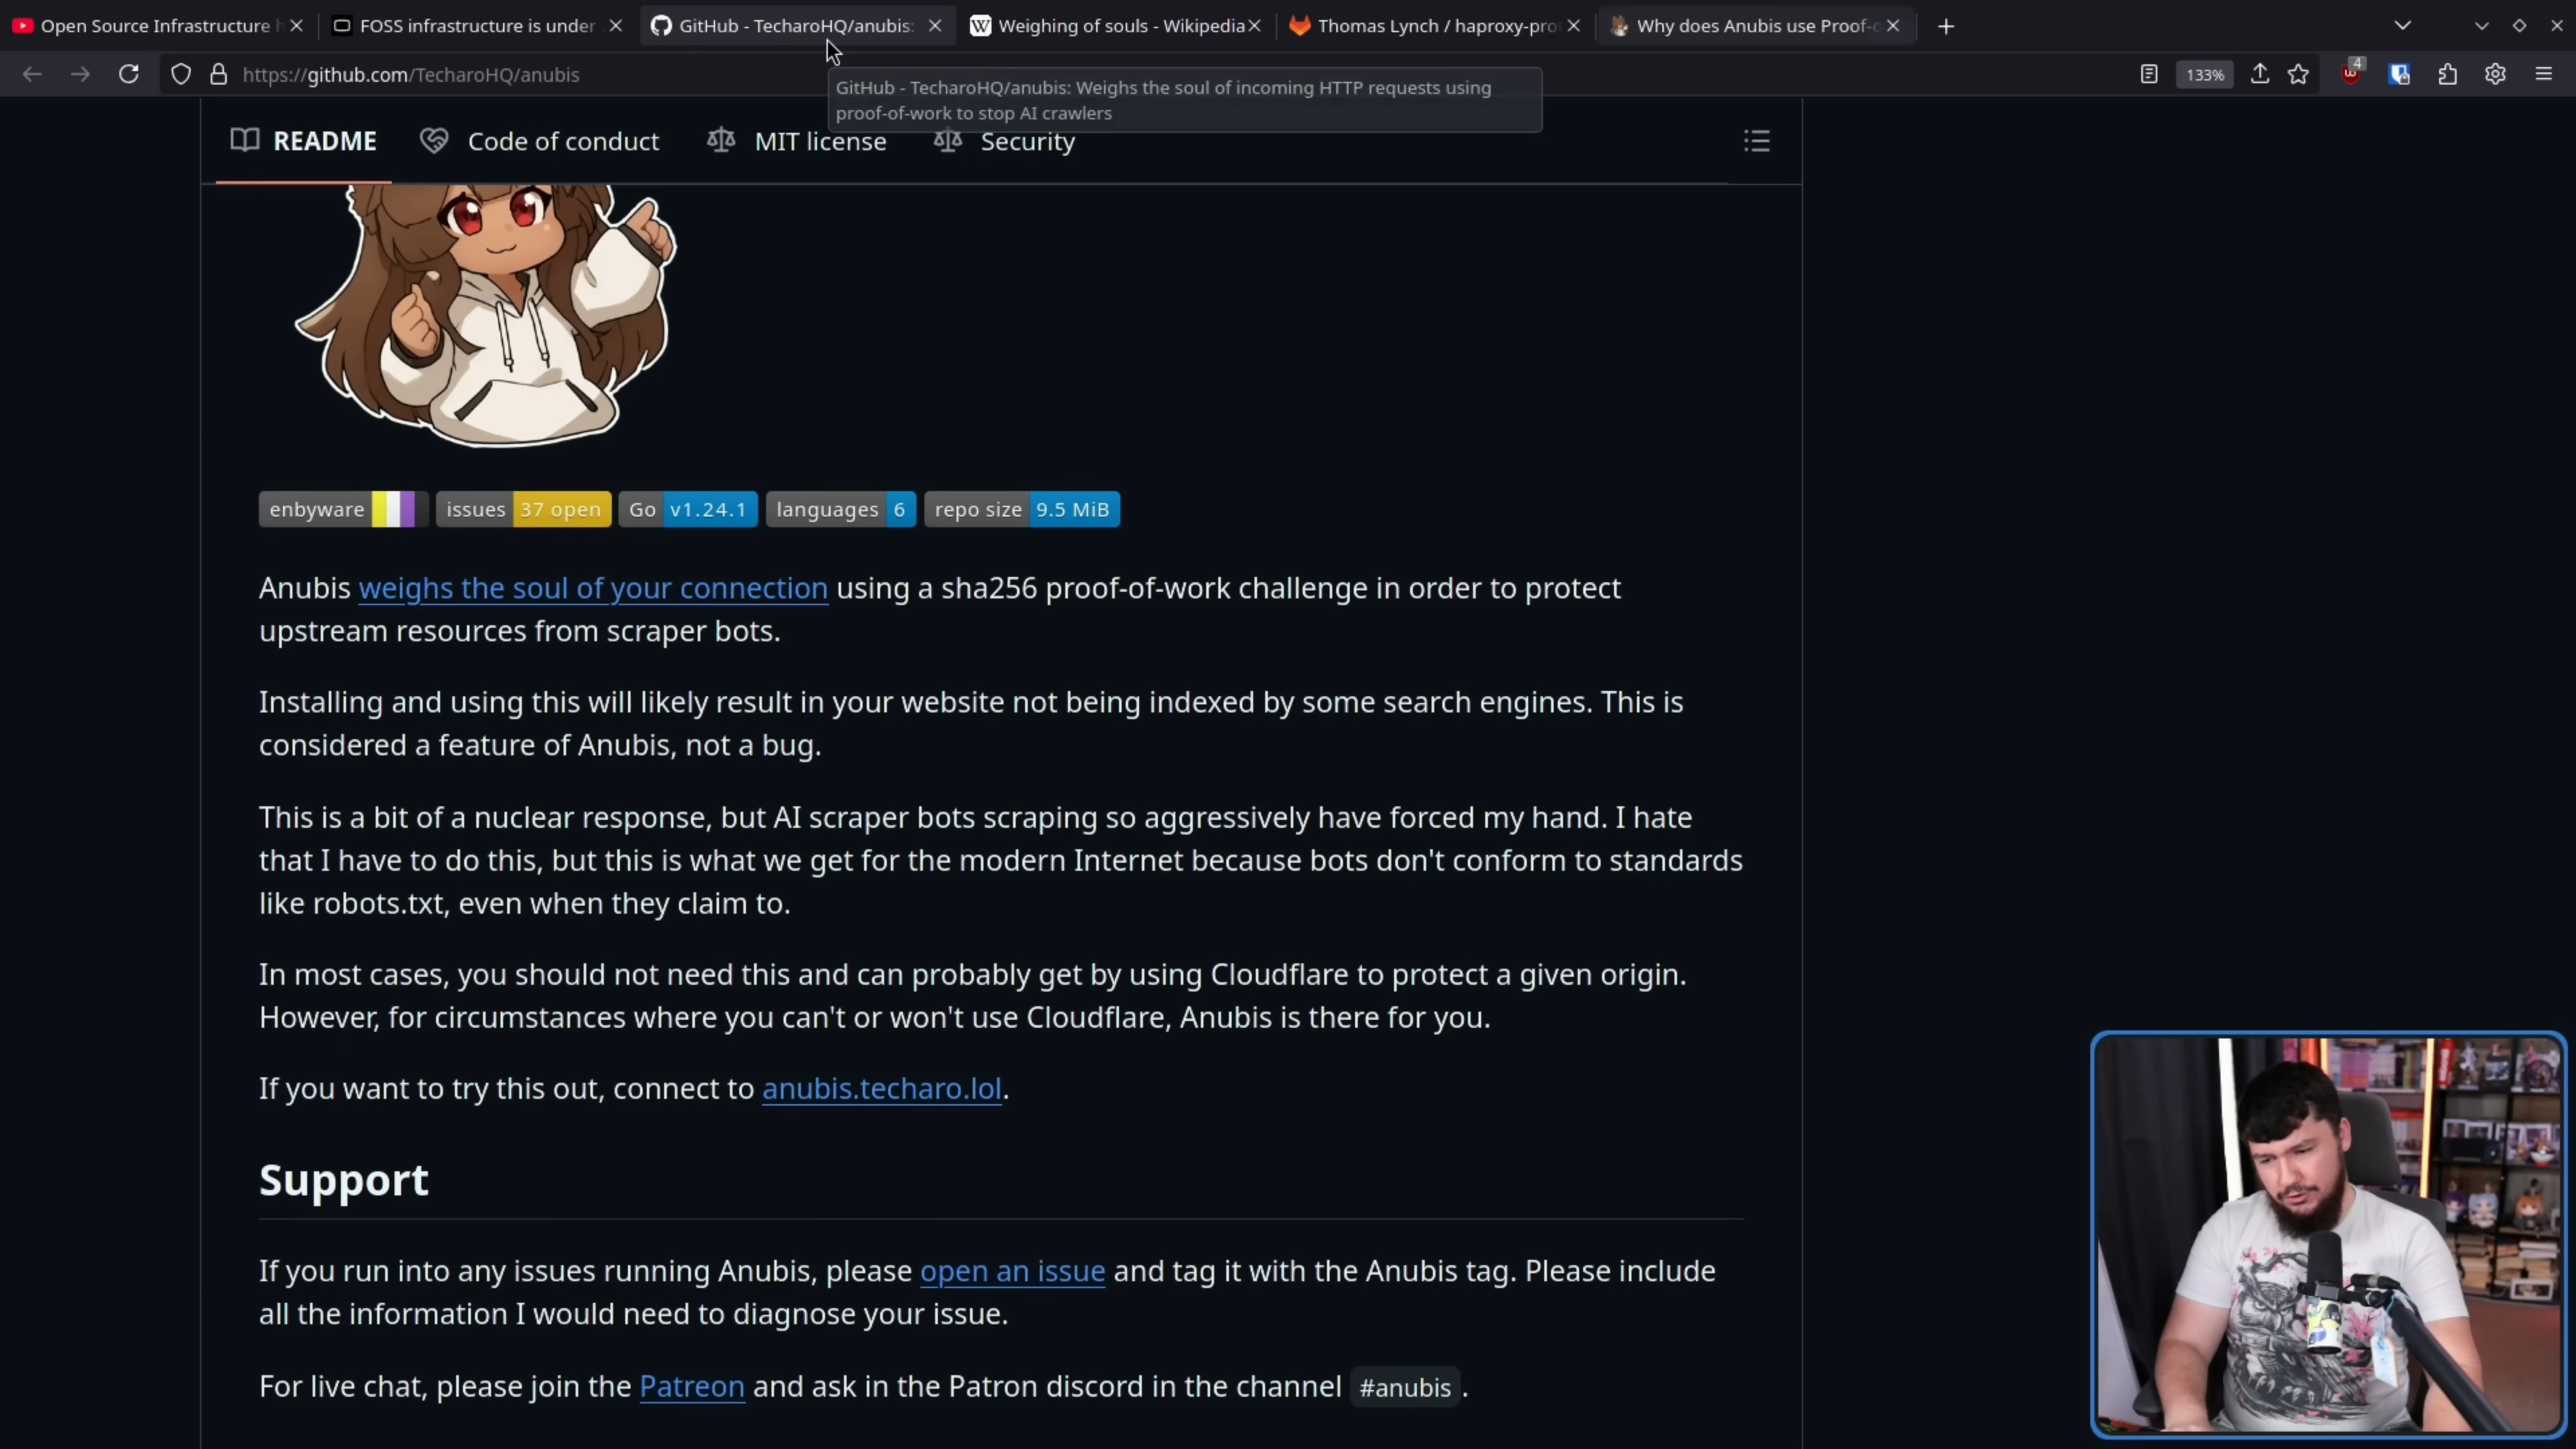 Open Source Infrastructure h
FOSS infrastructure is under
GitHub - TecharoHQ/anubis:
Weighing of souls - Wikipedia
Thomas Lynch / haproxy-pro
Why does Anubis use Proof-o
https://github.com/TecharoHQ/anubis
133%
4
GitHub - TecharoHQ/anubis: Weighs the soul of incoming HTTP requests using
proof-of-work to stop AI crawlers
README
Code of conduct
MIT license
Security
enbyware
issues 37 open
Go v1.24.1
languages 6
repo size 9.5 MiB
Anubis weighs the soul of your connection using a sha256 proof-of-work challenge in order to protect
upstream resources from scraper bots.
Installing and using this will likely result in your website not being indexed by some search engines. This is
considered a feature of Anubis, not a bug.
This is a bit of a nuclear response, but AI scraper bots scraping so aggressively have forced my hand. I hate
that I have to do this, but this is what we get for the modern Internet because bots don't conform to standards
like robots.txt, even when they claim to.
In most cases, you should not need this and can probably get by using Cloudflare to protect a given origin.
However, for circumstances where you can't or won't use Cloudflare, Anubis is there for you.
If you want to try this out, connect to anubis.techaro.lol.
Support
If you run into any issues running Anubis, please open an issue and tag it with the Anubis tag. Please include
all the information I would need to diagnose your issue.
For live chat, please join the Patreon and ask in the Patron discord in the channel #anubis.